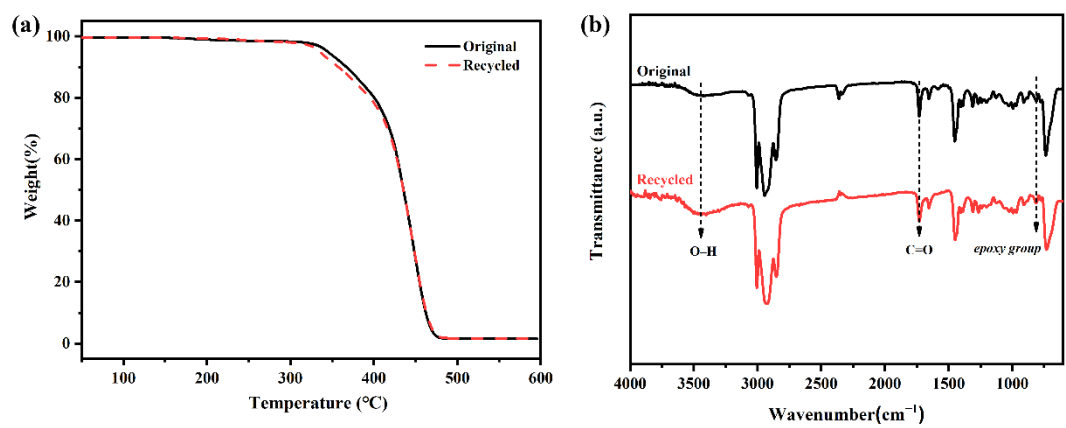 (a)
100
80
60
40
20
0
Weight(%)
Original
Recycled
100
200
300
400
500
600
Temperature (°C)
(b)
Transmittance (a.u.)
Original
Recycled
O–H
C=O
epoxy group
4000
3500
3000
2500
2000
1500
1000
Wavenumber(cm⁻¹)